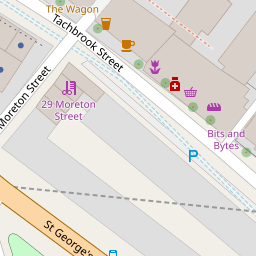 The Wagon
Tachbrook Street
Moreton Street
29 Moreton
Street
Bits and
Bytes
P
St George's